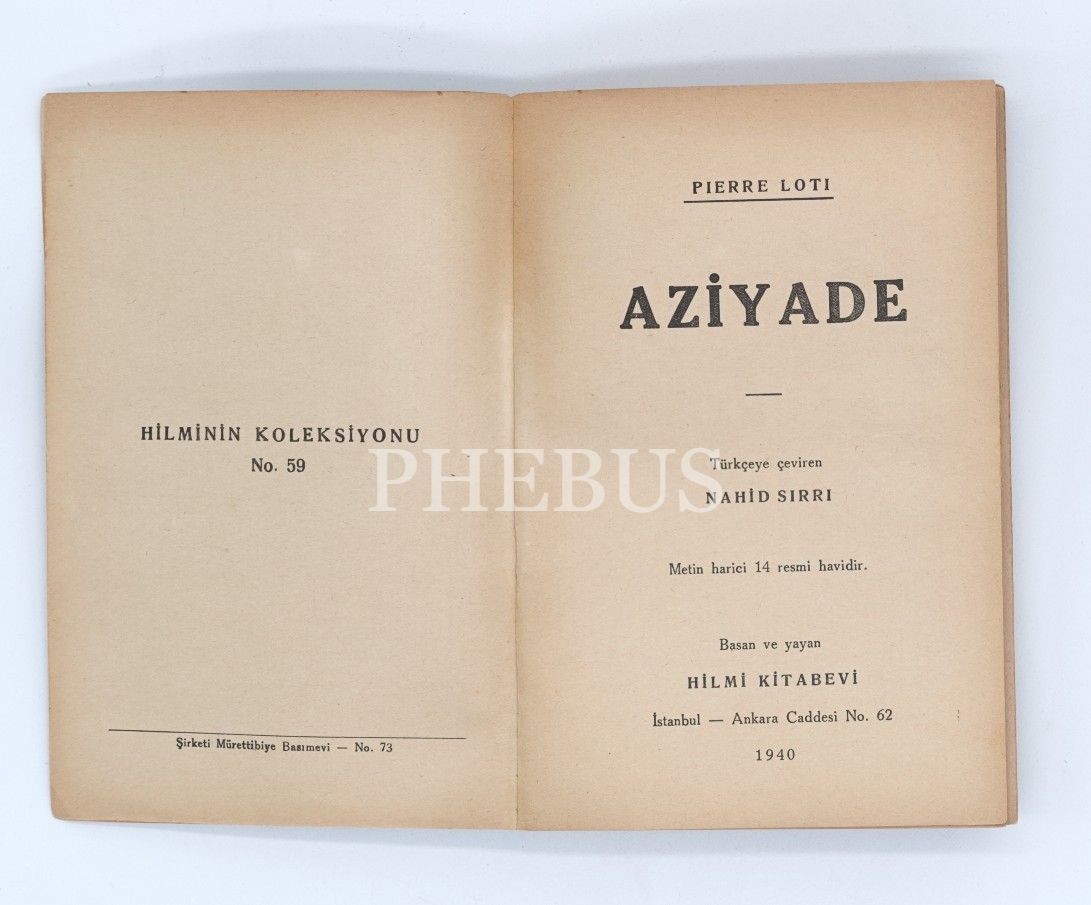 HİLMİNİN KOLEKSİYONU
No. 59
Şirketi Mürettibiye Basımevi — No. 73
PIERRE LOTI
AZİYADE
Türkçeye çeviren
NAHİD SIRRI
Metin harici 14 resmi havidir.
Basan ve yayan
HİLMİ KİTABEVİ
İstanbul — Ankara Caddesi No. 62
1940
PHEBUS